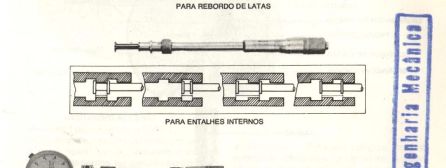 PARA REBORDO DE LATAS
PARA ENTALHES INTERNOS
genharia Mecânica